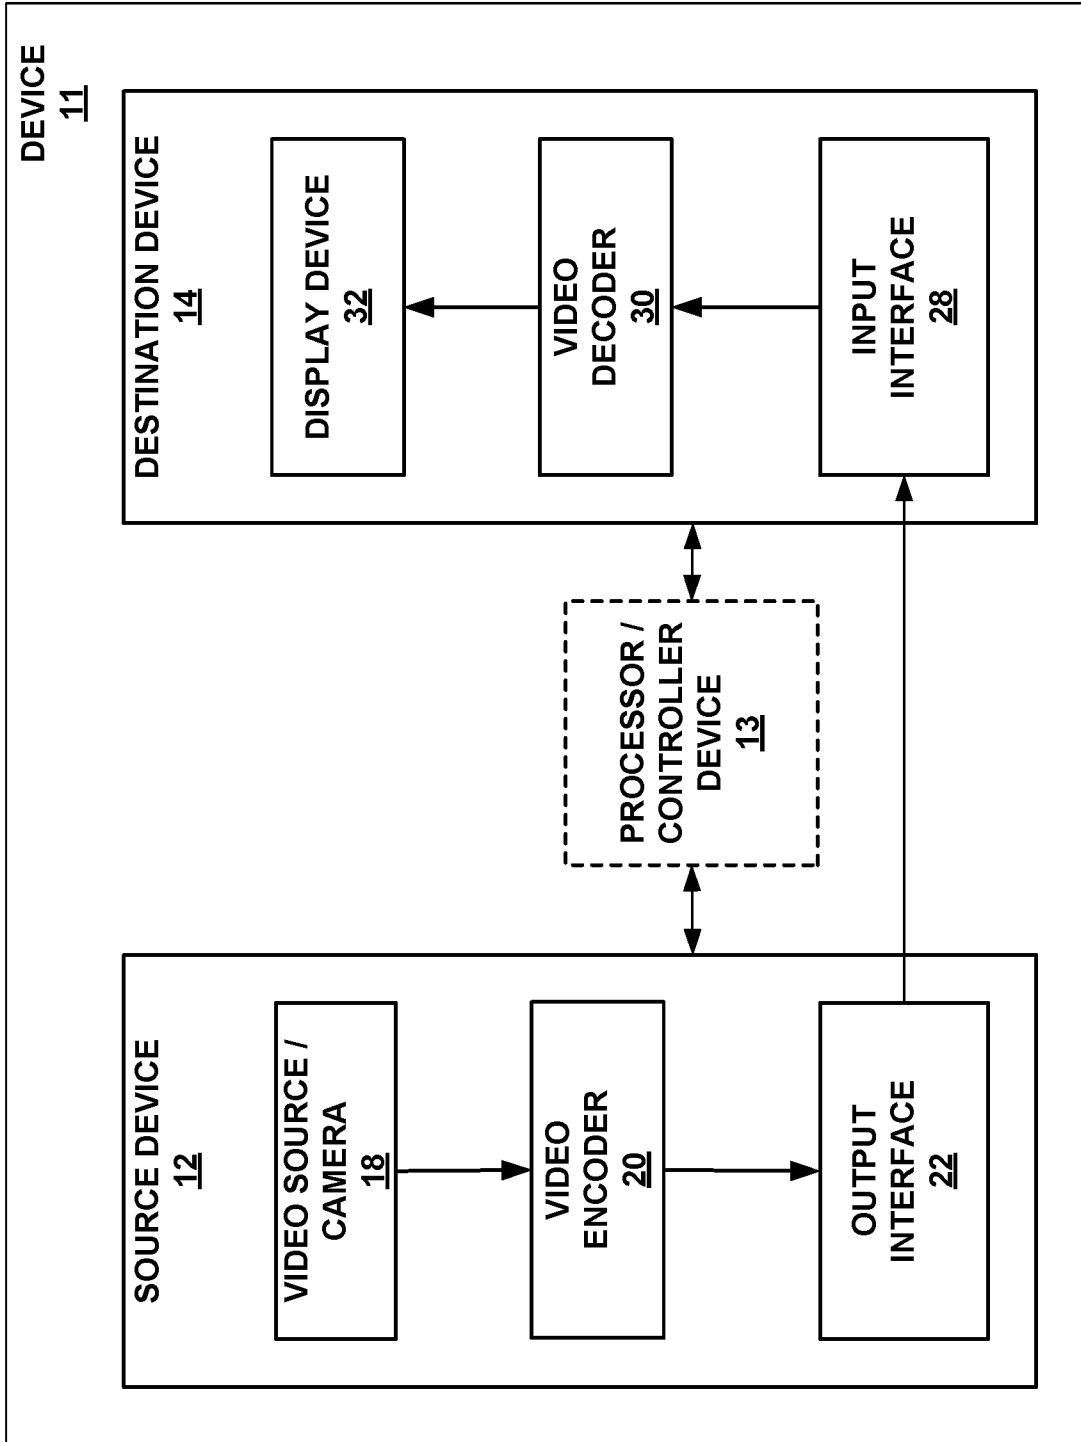 DEVICE
11
SOURCE DEVICE
12
VIDEO SOURCE /
CAMERA
18
VIDEO
ENCODER
20
OUTPUT
INTERFACE
22
PROCESSOR /
CONTROLLER
DEVICE
13
DESTINATION DEVICE
14
DISPLAY DEVICE
32
VIDEO
DECODER
30
INPUT
INTERFACE
28